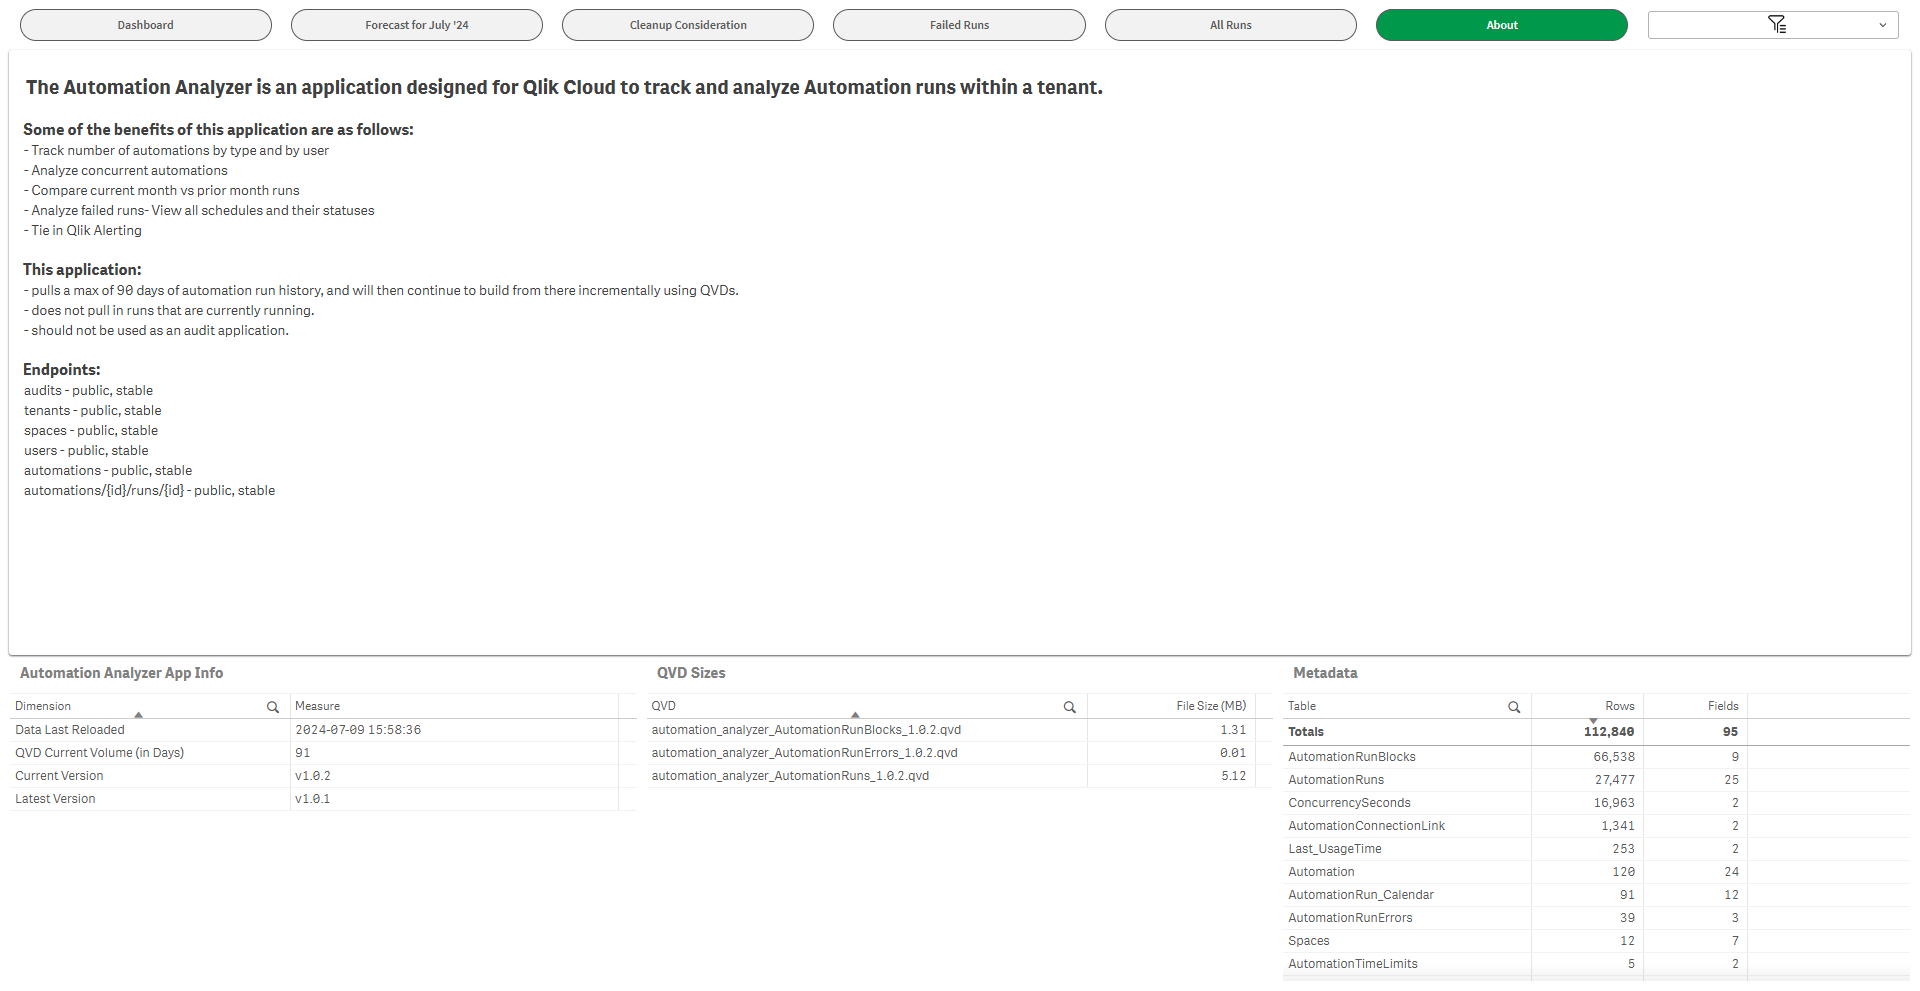 Dashboard
Forecast for July '24
Cleanup Consideration
Failed Runs
All Runs
About
The Automation Analyzer is an application designed for Qlik Cloud to track and analyze Automation runs within a tenant.
Some of the benefits of this application are as follows:
- Track number of automations by type and by user
- Analyze concurrent automations
- Compare current month vs prior month runs
- Analyze failed runs- View all schedules and their statuses
- Tie in Qlik Alerting
This application:
- pulls a max of 90 days of automation run history, and will then continue to build from there incrementally using QVDs.
- does not pull in runs that are currently running.
- should not be used as an audit application.
Endpoints:
audits - public, stable
tenants - public, stable
spaces - public, stable
users - public, stable
automations - public, stable
automations/{id}/runs/{id} - public, stable
Automation Analyzer App Info
Dimension Measure
Data Last Reloaded 2024-07-09 15:58:36
QVD Current Volume (in Days) 91
Current Version v1.0.2
Latest Version v1.0.1
QVD Sizes
QVD File Size (MB)
automation_analyzer_AutomationRunBlocks_1.0.2.qvd 1.31
automation_analyzer_AutomationRunErrors_1.0.2.qvd 0.01
automation_analyzer_AutomationRuns_1.0.2.qvd 5.12
Metadata
Table Rows Fields
Totals 112,840 95
AutomationRunBlocks 66,538 9
AutomationRuns 27,477 25
ConcurrencySeconds 16,963 2
AutomationConnectionLink 1,341 2
Last_UsageTime 253 2
Automation 120 24
AutomationRun_Calendar 91 12
AutomationRunErrors 39 3
Spaces 12 7
AutomationTimeLimits 5 2